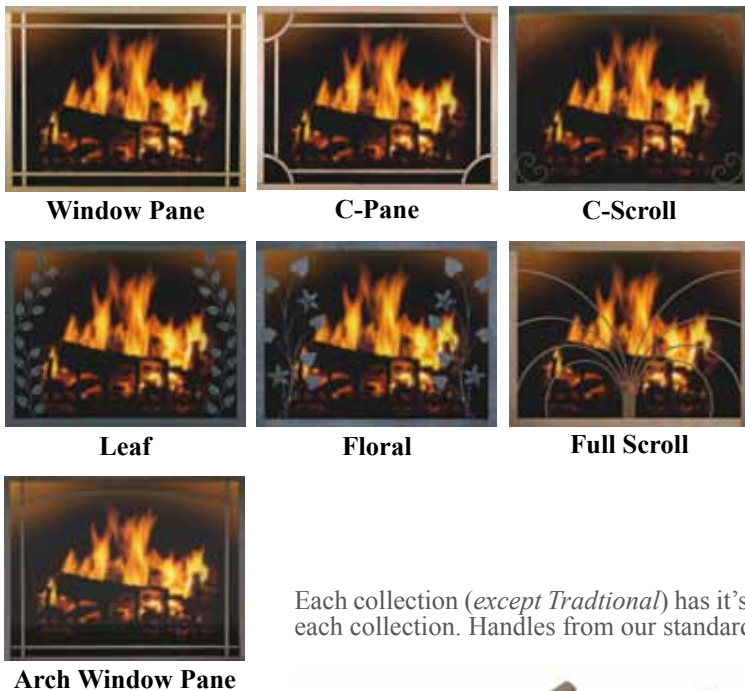 Window Pane
C-Pane
C-Scroll
Leaf
Floral
Full Scroll
Arch Window Pane
Each collection (except Tradtional) has it's
each collection. Handles from our standard